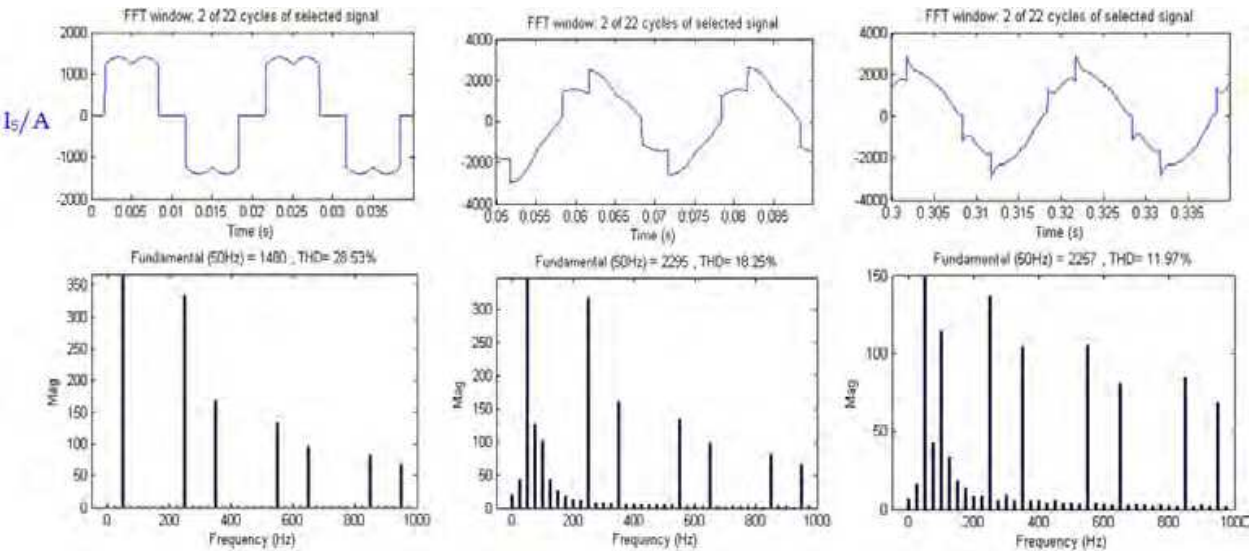 FFT window: 2 of 22 cycles of selected signal
2000
1000
0
-1000
-2000
0 0.005 0.01 0.015 0.02 0.025 0.03 0.035
Time (s)
I₅/A
FFT window: 2 of 22 cycles of selected signal
4000
2000
0
-2000
-4000
0.05 0.055 0.06 0.065 0.07 0.075 0.08 0.085
Time (s)
FFT window: 2 of 22 cycles of selected signal
4000
2000
0
-2000
-4000
0.3 0.305 0.31 0.315 0.32 0.325 0.33 0.335
Time (s)
Fundamental (50Hz) = 1480 , THD= 28.53%
350
300
250
200
150
100
50
0
Mag
0 200 400 600 800 1000
Frequency (Hz)
Fundamental (50Hz) = 2295 , THD= 18.25%
300
250
200
150
100
50
0
Mag
0 200 400 600 800 1000
Frequency (Hz)
Fundamental (50Hz) = 2257 , THD= 11.97%
150
100
50
0
Mag
0 200 400 600 800 1000
Frequency (Hz)